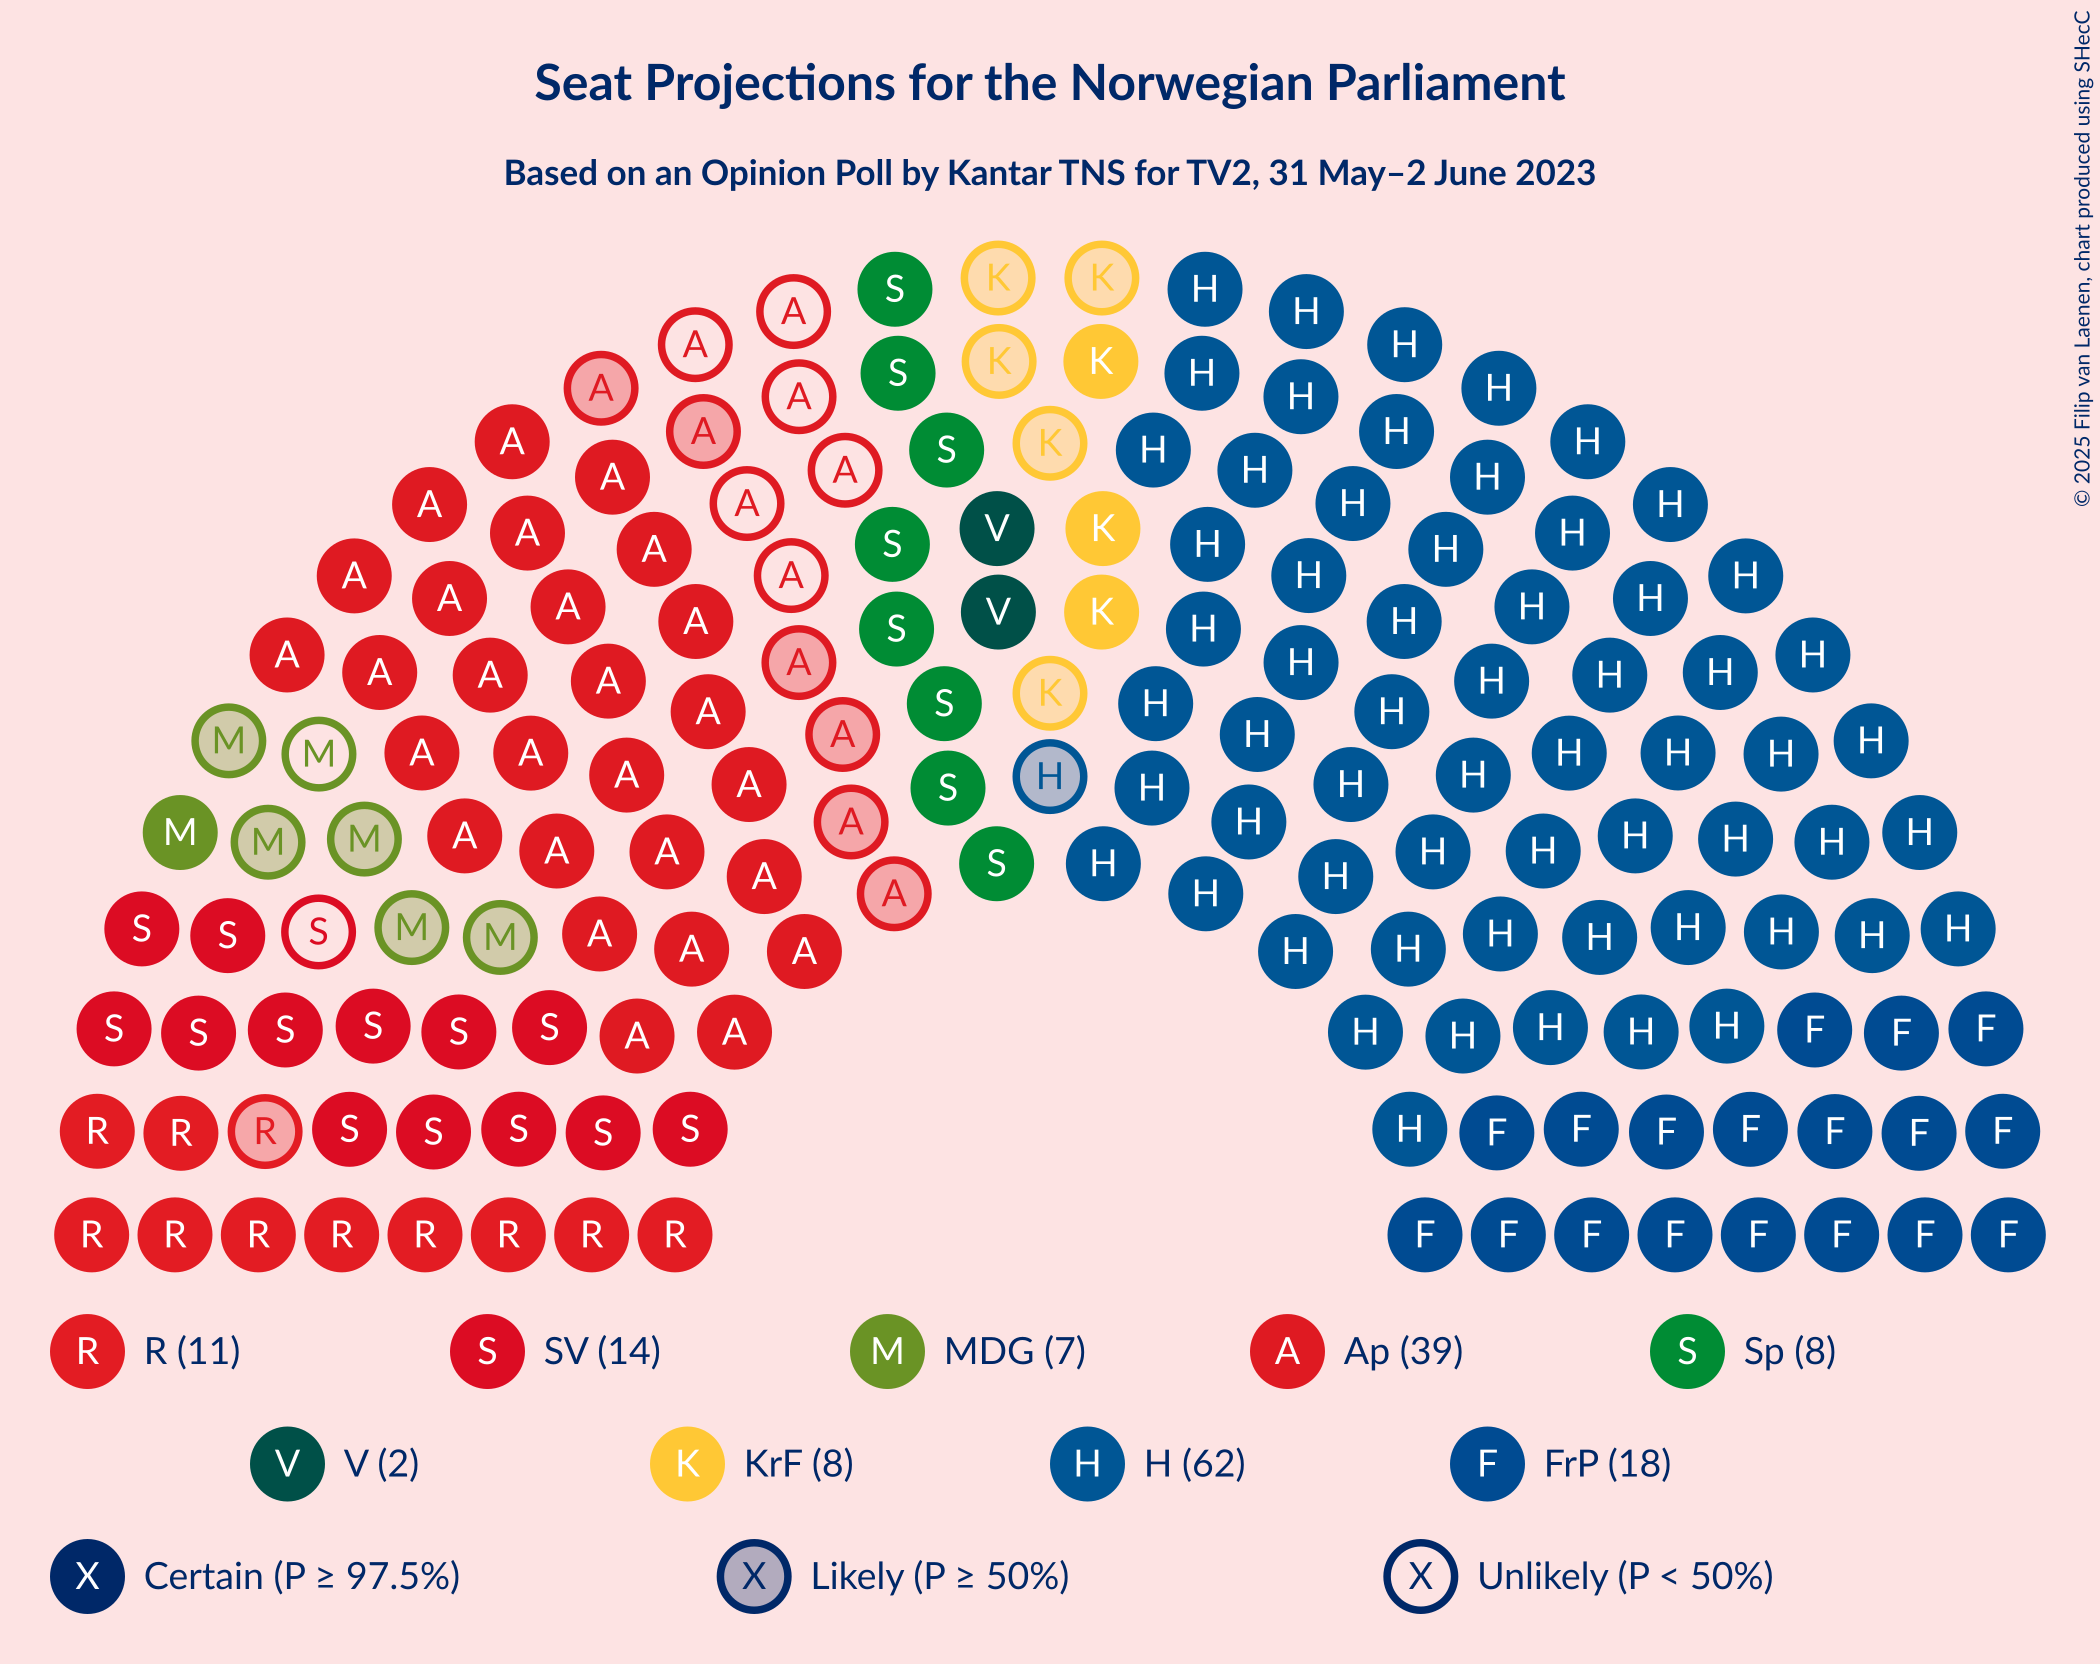 © 2025 Filip van Laenen, chart produced using SHecC
Seat Projections for the Norwegian Parliament
Based on an Opinion Poll by Kantar TNS for TV2, 31 May–2 June 2023
K K
S H
A H
A H
K K
S H
A H
A H
A H
A K H
S H
A H
A H
A A H H
V K
A H
S H
A H
A A H H
A H
A H
V K
A S H H
A A H H
A A A H H H
K
A S H H
M A H H
M A A H H H
A A S H H H H
M M M A A H H H H H
A A A S H H H H
A H
S S S M M A A A H H H H H H H H
S S S S S S A A H H H H H F F F
R R R S S S S S H F F F F F F F
R R R R R R R R F F F F F F F F
R R (11) S SV (14) M MDG (7) A Ap (39) S Sp (8)
V V (2) K KrF (8) H H (62) F FrP (18)
X Certain (P ≥ 97.5%) X Likely (P ≥ 50%) X Unlikely (P < 50%)